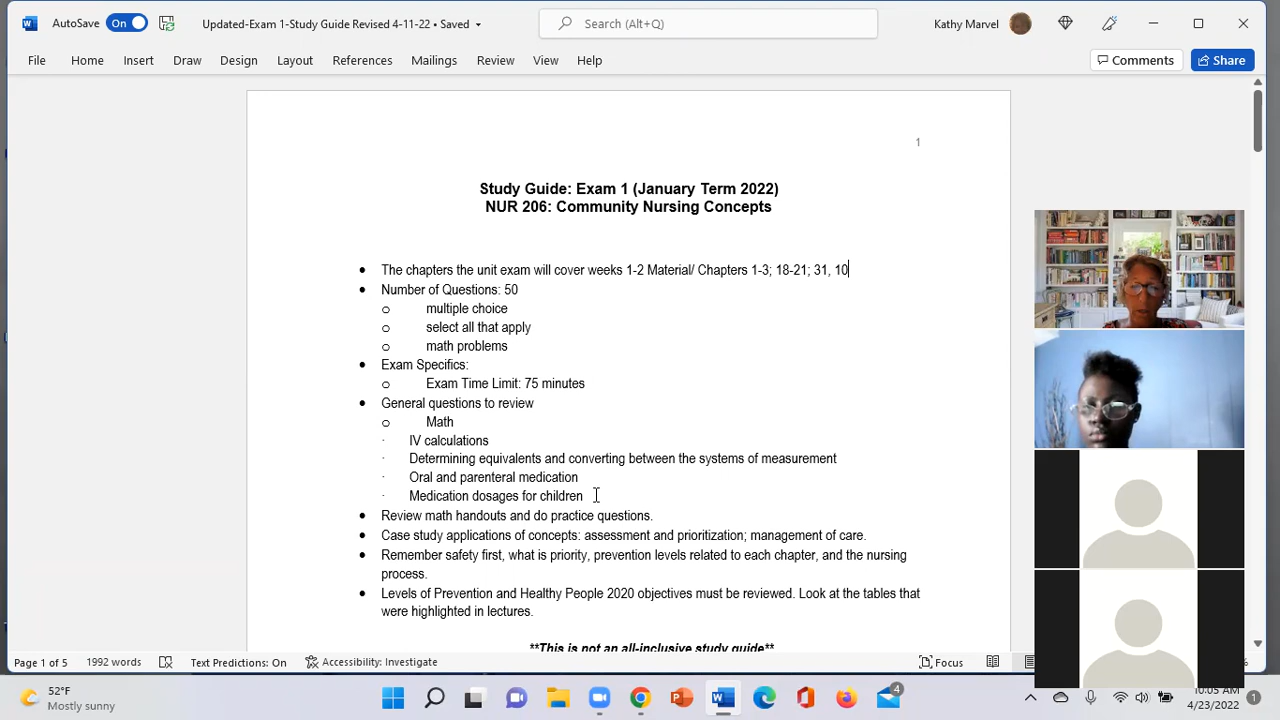 AutoSave On Updated-Exam 1-Study Guide Revised 4-11-22 • Saved Search (Alt+Q) Kathy Marvel
File Home Insert Draw Design Layout References Mailings Review View Help Comments Share
1
Study Guide: Exam 1 (January Term 2022)
NUR 206: Community Nursing Concepts
• The chapters the unit exam will cover weeks 1-2 Material/ Chapters 1-3; 18-21; 31, 10
• Number of Questions: 50
o multiple choice
o select all that apply
o math problems
• Exam Specifics:
o Exam Time Limit: 75 minutes
• General questions to review
o Math
· IV calculations
· Determining equivalents and converting between the systems of measurement
· Oral and parenteral medication
· Medication dosages for children
• Review math handouts and do practice questions.
• Case study applications of concepts: assessment and prioritization; management of care.
• Remember safety first, what is priority, prevention levels related to each chapter, and the nursing
process.
• Levels of Prevention and Healthy People 2020 objectives must be reviewed. Look at the tables that
were highlighted in lectures.
**This is not an all-inclusive study guide**
Page 1 of 5 1992 words Text Predictions: On Accessibility: Investigate Focus
52°F
Mostly sunny
4
10:05 AM
4/23/2022
1